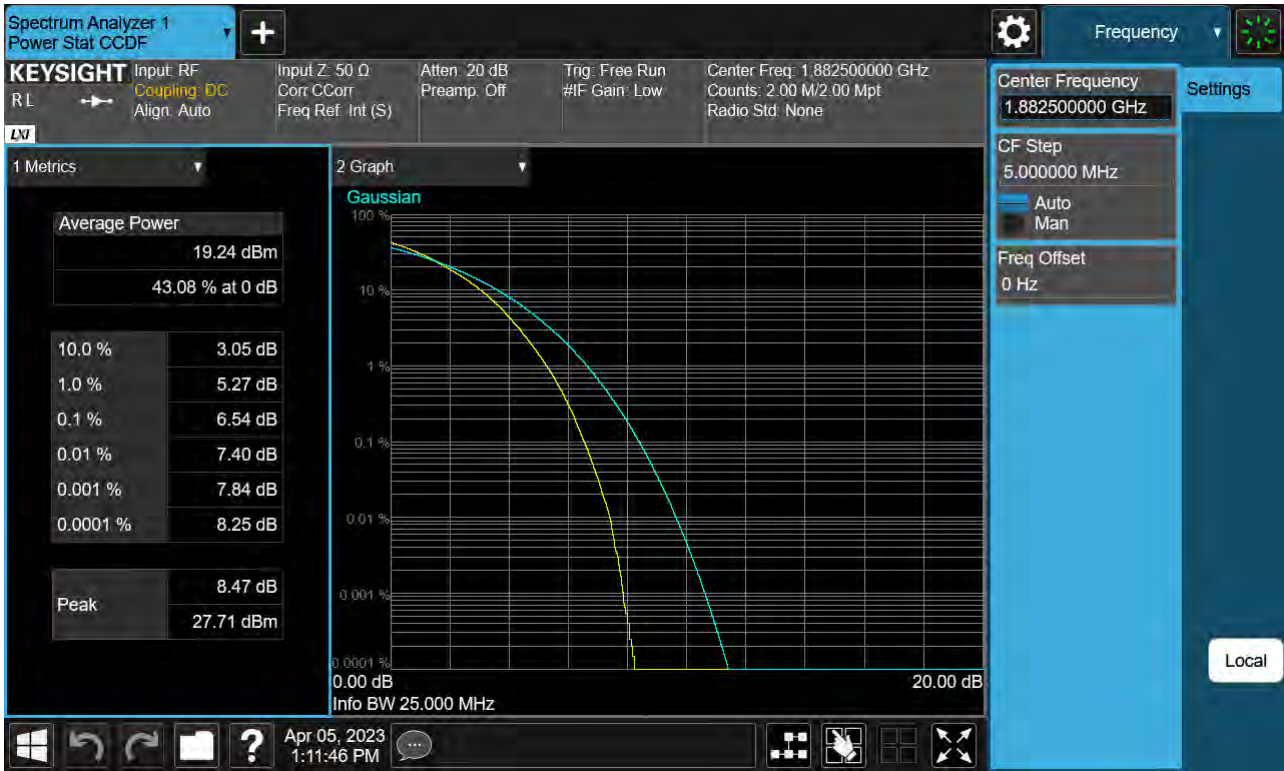 Spectrum Analyzer 1
Power Stat CCDF
Frequency
KEYSIGHT
R L
LXI
Input: RF
Coupling: DC
Align: Auto
Input Z: 50 Ω
Corr CCorr
Freq Ref: Int (S)
Atten: 20 dB
Preamp: Off
Trig: Free Run
#IF Gain: Low
Center Freq: 1.882500000 GHz
Counts: 2.00 M/2.00 Mpt
Radio Std: None
Center Frequency
1.882500000 GHz
Settings
CF Step
5.000000 MHz
Auto
Man
Freq Offset
0 Hz
1 Metrics
Average Power
19.24 dBm
43.08 % at 0 dB
10.0 % 3.05 dB
1.0 % 5.27 dB
0.1 % 6.54 dB
0.01 % 7.40 dB
0.001 % 7.84 dB
0.0001 % 8.25 dB
Peak
8.47 dB
27.71 dBm
2 Graph
Gaussian
100 %
10 %
1 %
0.1 %
0.01 %
0.001 %
0.0001 %
0.00 dB 20.00 dB
Info BW 25.000 MHz
Local
?
Apr 05, 2023
1:11:46 PM